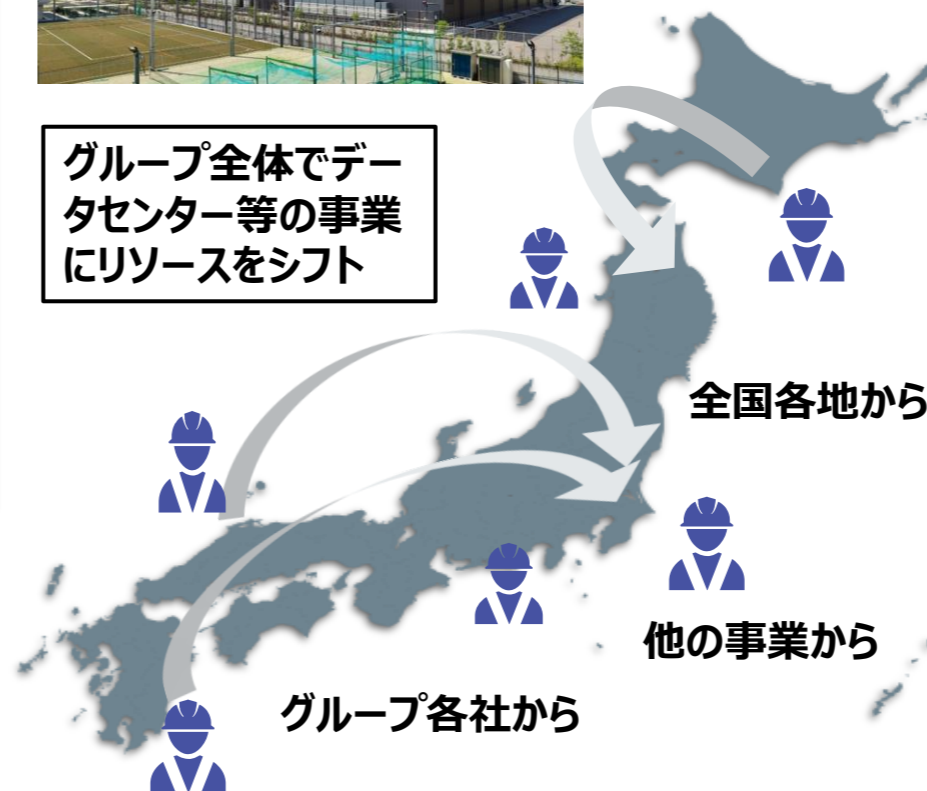 グループ全体でデー
タセンター等の事業
にリソースをシフト
全国各地から
他の事業から
グループ各社から